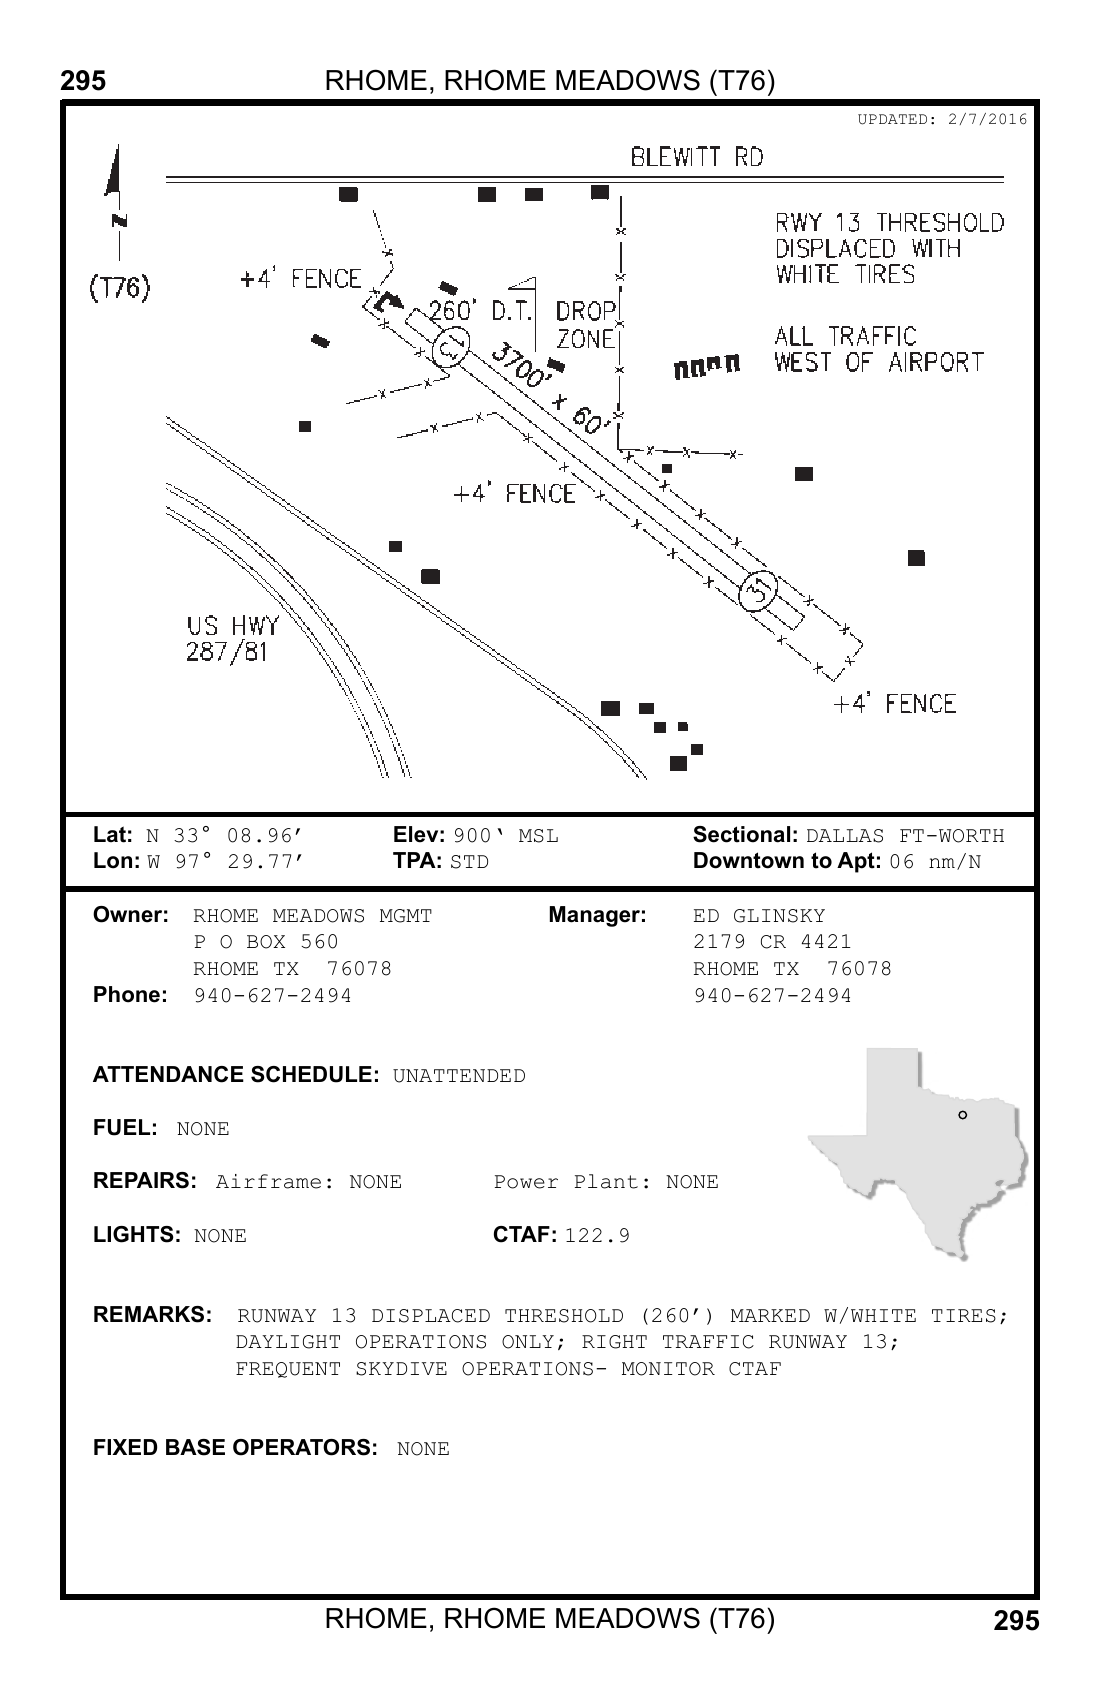 295
RHOME, RHOME MEADOWS (T76)
UPDATED: 2/7/2016
BLEWITT RD
N
(T76)
RWY 13 THRESHOLD
DISPLACED WITH
WHITE TIRES
+4' FENCE
260' D.T.
DROP
ZONE
ALL TRAFFIC
WEST OF AIRPORT
13
3700' x 60'
+4' FENCE
31
US HWY
287/81
+4' FENCE
Lat: N 33° 08.96’ Elev: 900‘ MSL Sectional: DALLAS FT-WORTH
Lon: W 97° 29.77’ TPA: STD Downtown to Apt: 06 nm/N
Owner: RHOME MEADOWS MGMT Manager: ED GLINSKY
P O BOX 560 2179 CR 4421
RHOME TX 76078 RHOME TX 76078
Phone: 940-627-2494 940-627-2494
ATTENDANCE SCHEDULE: UNATTENDED
FUEL: NONE
REPAIRS: Airframe: NONE Power Plant: NONE
LIGHTS: NONE CTAF: 122.9
REMARKS: RUNWAY 13 DISPLACED THRESHOLD (260’) MARKED W/WHITE TIRES;
DAYLIGHT OPERATIONS ONLY; RIGHT TRAFFIC RUNWAY 13;
FREQUENT SKYDIVE OPERATIONS- MONITOR CTAF
FIXED BASE OPERATORS: NONE
RHOME, RHOME MEADOWS (T76)
295